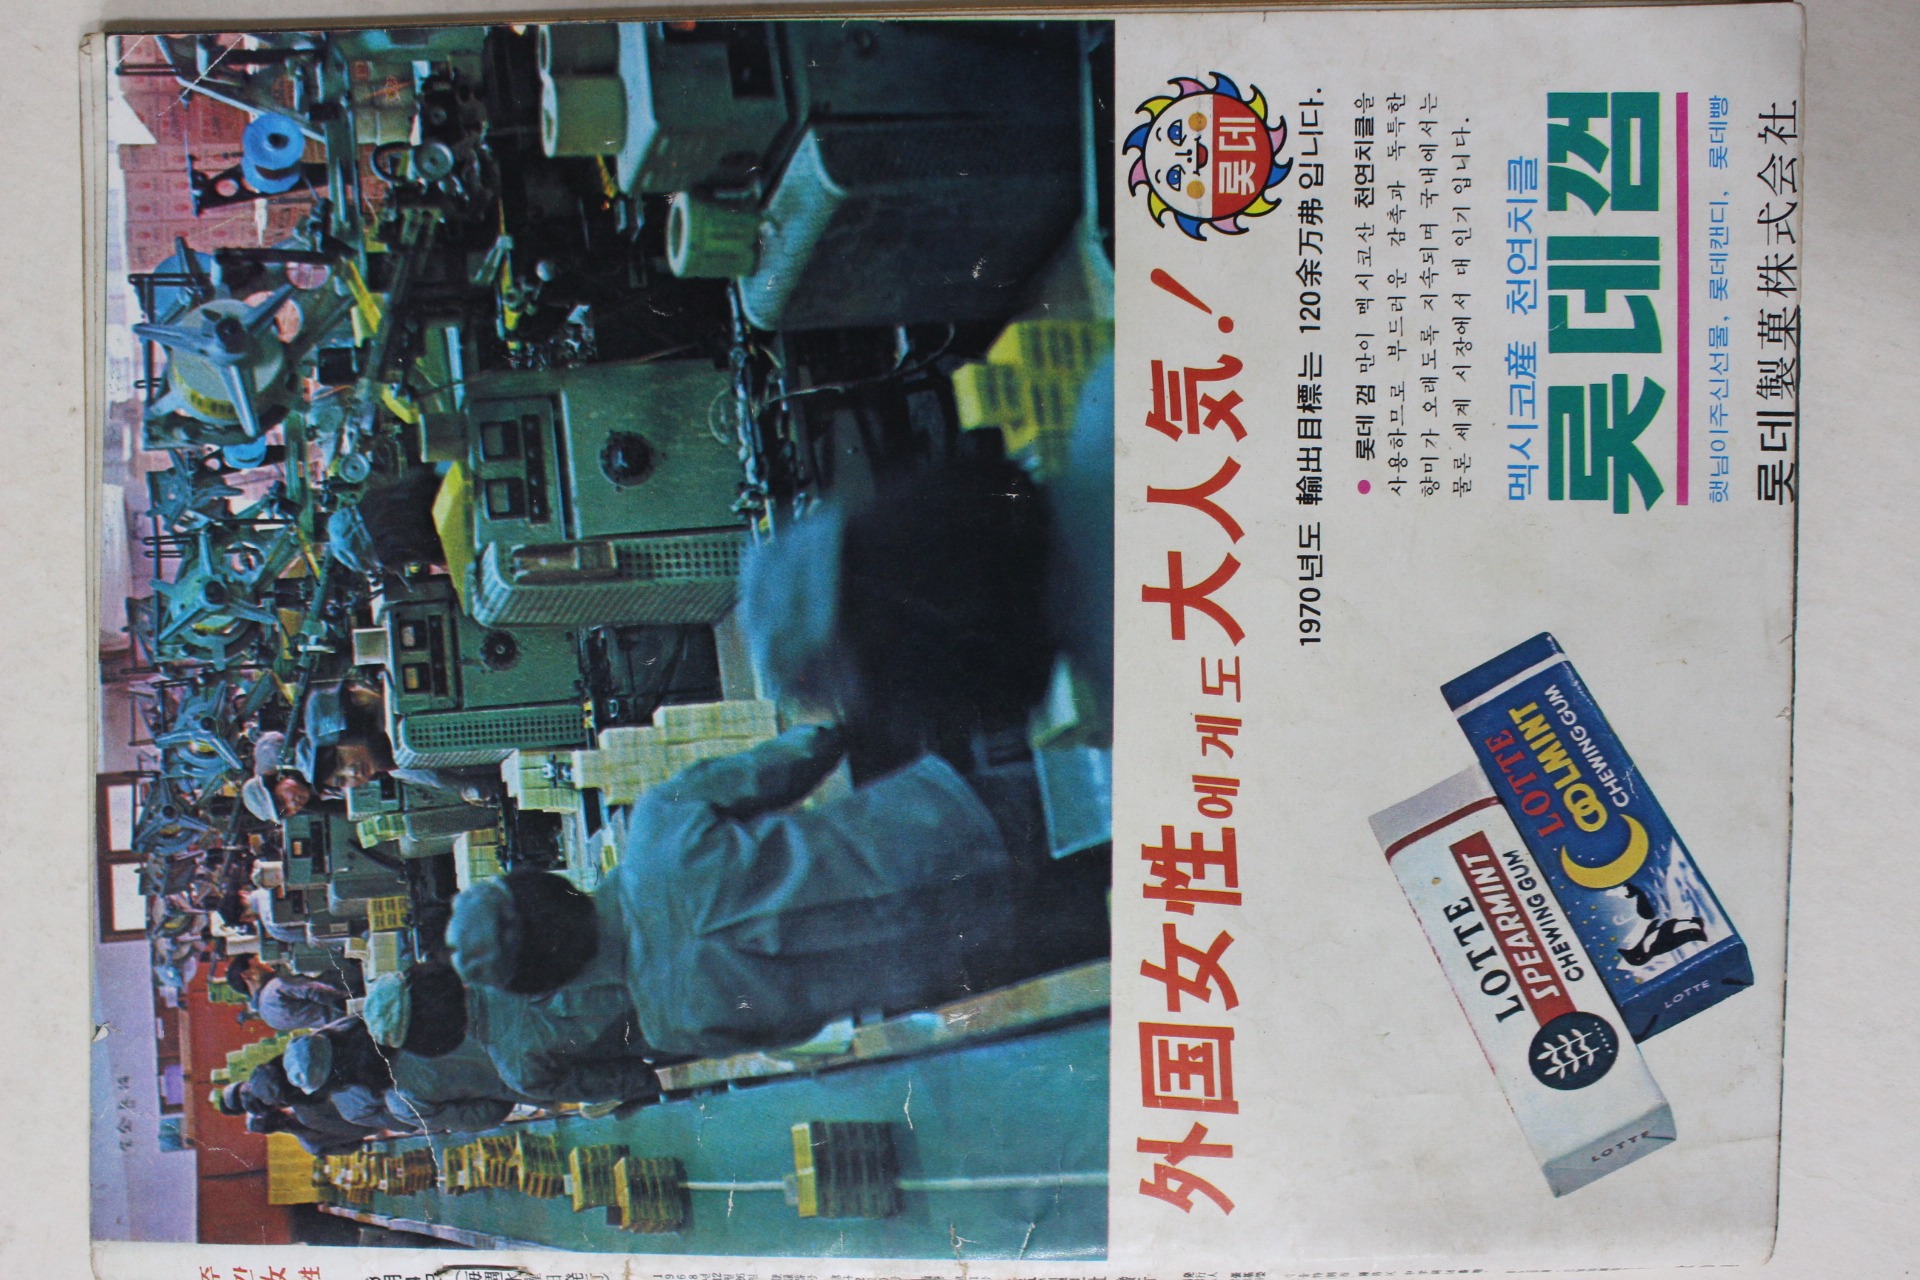 外国女性에게도 大人気!
롯데
1970년도 輸出目標는 120余万弗입니다.
● 롯데껌만이 멕시코산 천연치클을
사용하므로 부드러운 감촉과 독특한
향미가 오래도록 지속되며 국내에서는
물론 세계 시장에서 대 인기 입니다.
멕시코産 천연치클
롯데껌
햇님이주신선물, 롯데캔디, 롯데빵
롯데製菓株式会社
LOTTE
SPEARMINT
CHEWING GUM
LOTTE
LOTTE
COOLMINT
CHEWING GUM
LOTTE
女性